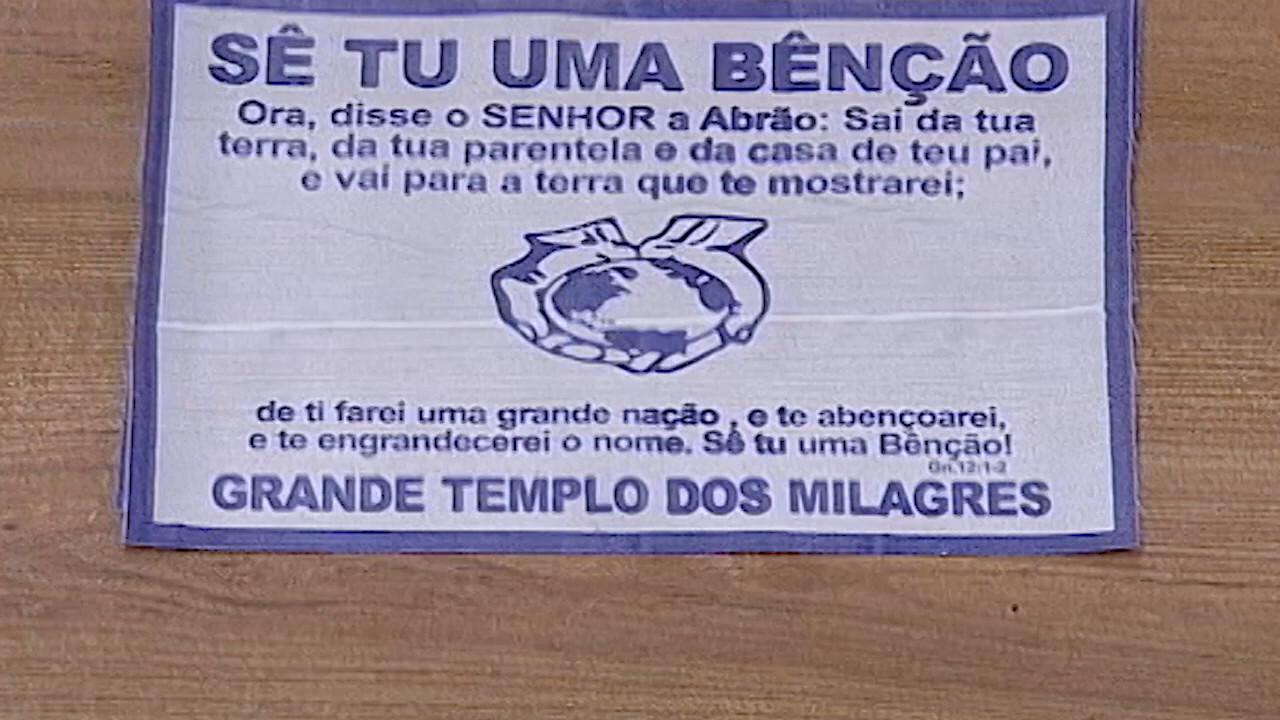 SÊ TU UMA BÊNÇÃO
Ora, disse o SENHOR a Abrão: Sai da tua
terra, da tua parentela e da casa de teu pai,
e vai para a terra que te mostrarei;
de ti farei uma grande nação , e te abençoarei,
e te engrandecerei o nome. Sê tu uma Bênção!
Gn.12:1-2
GRANDE TEMPLO DOS MILAGRES